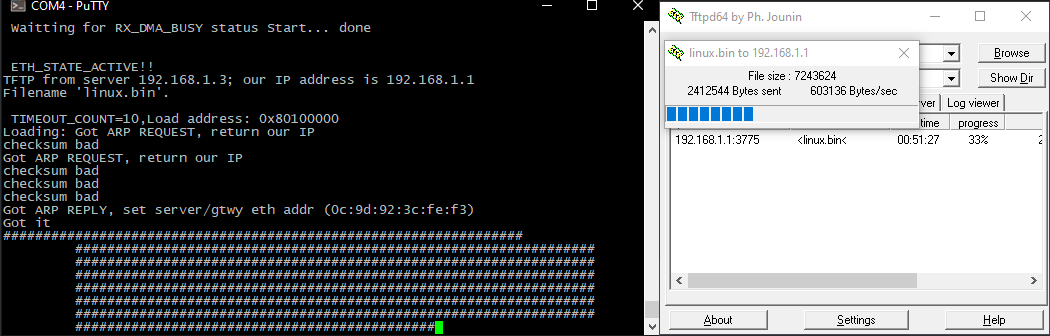 COM4 - PuTTY
Waitting for RX_DMA_BUSY status Start... done
ETH_STATE_ACTIVE!!
TFTP from server 192.168.1.3; our IP address is 192.168.1.1
Filename 'linux.bin'.
TIMEOUT_COUNT=10,Load address: 0x80100000
Loading: Got ARP REQUEST, return our IP
checksum bad
Got ARP REQUEST, return our IP
checksum bad
checksum bad
checksum bad
Got ARP REPLY, set server/gtwy eth addr (0c:9d:92:3c:fe:f3)
Got it
#################################################################
#################################################################
#################################################################
#################################################################
#################################################################
#################################################################
#################################################################
#############################################
Tftpd64 by Ph. Jounin
Browse
Show Dir
linux.bin to 192.168.1.1
File size : 7243624
2412544 Bytes sent 603136 Bytes/sec
Log viewer
progress
192.168.1.1:3775 <linux.bin< 00:51:27 33% 2
About Settings Help